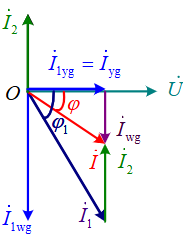 İ₂
İ₁yg = İyg
O
φ
U̇
φ₁
İwg
İ
İ₂
İ₁wg
İ₁